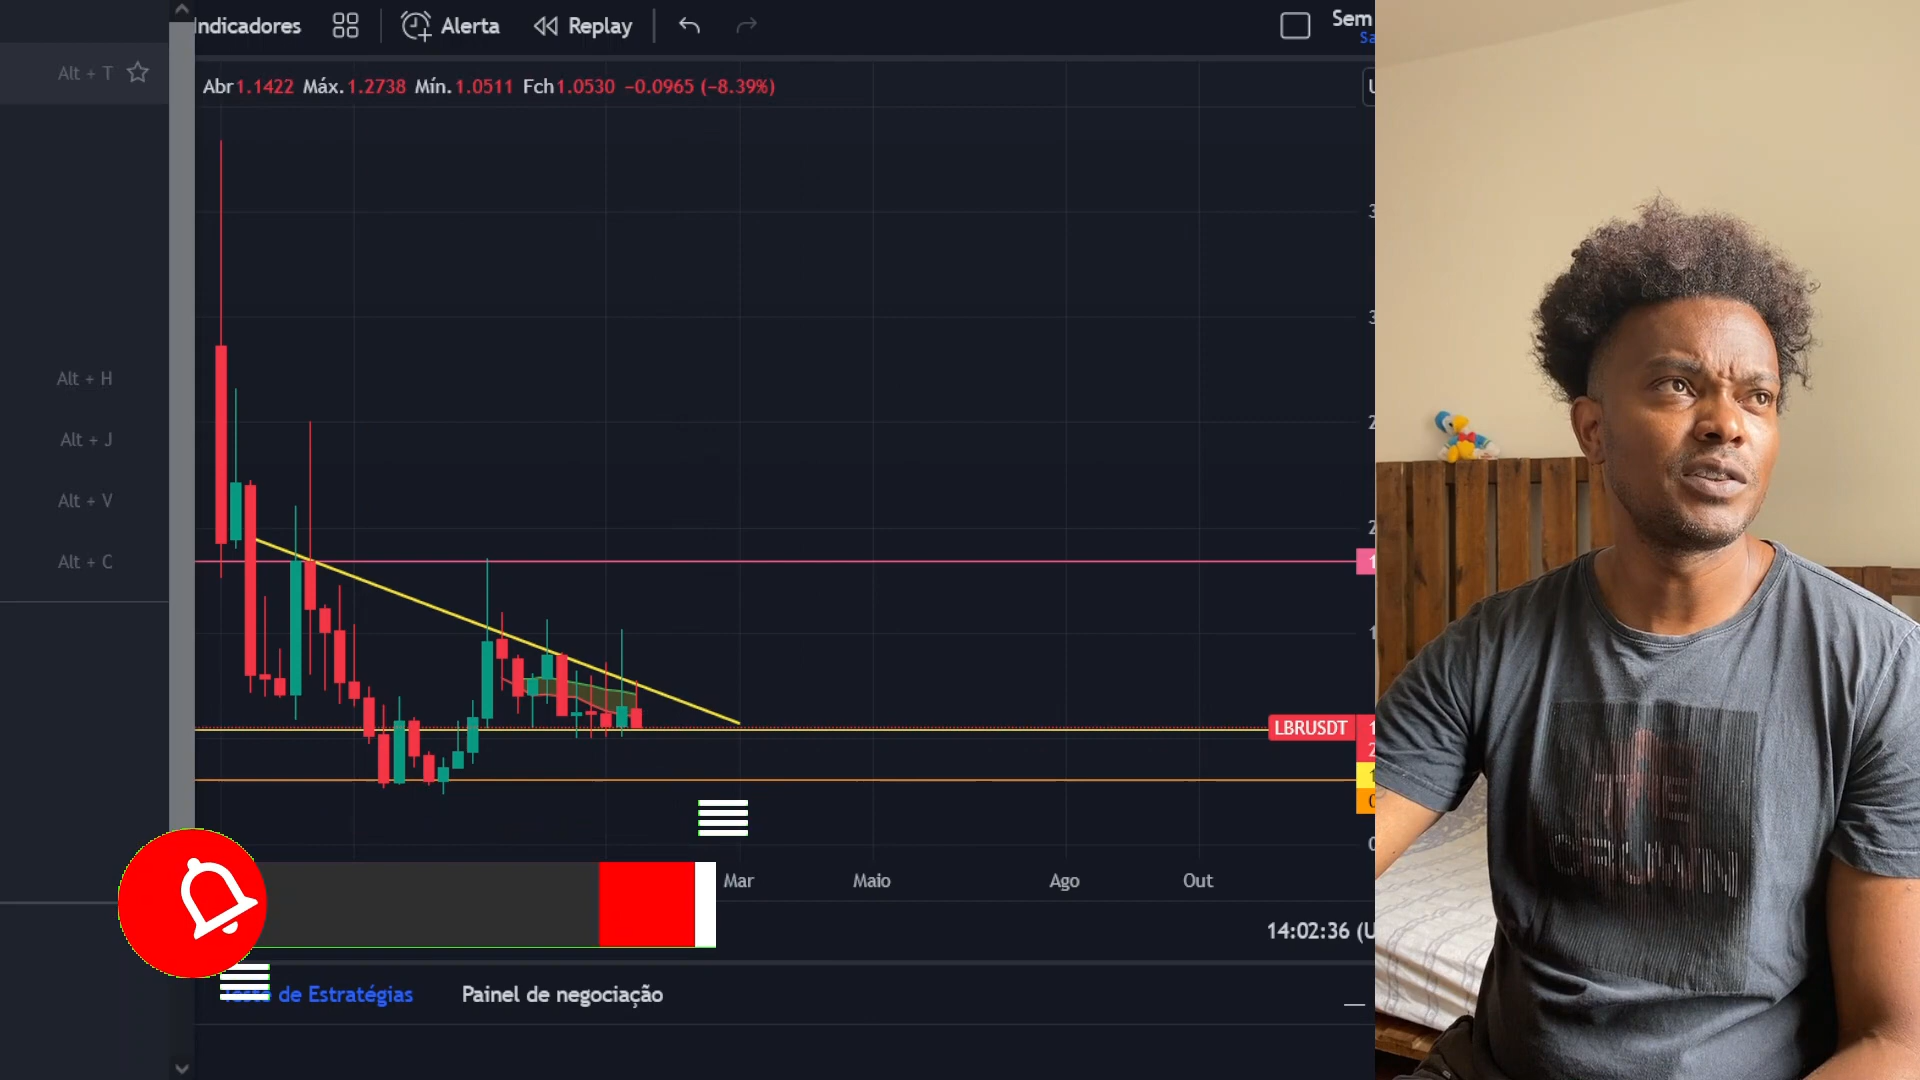 Indicadores
Alerta
Replay
Sem
Sa
Alt + T
Abr 1.1422 Máx. 1.2738 Mín. 1.0511 Fch 1.0530 −0.0965 (−8.39%)
Alt + H
Alt + J
Alt + V
Alt + C
LBRUSDT
Mar
Maio
Ago
Out
14:02:36 (U
de Estratégias
Painel de negociação
THE